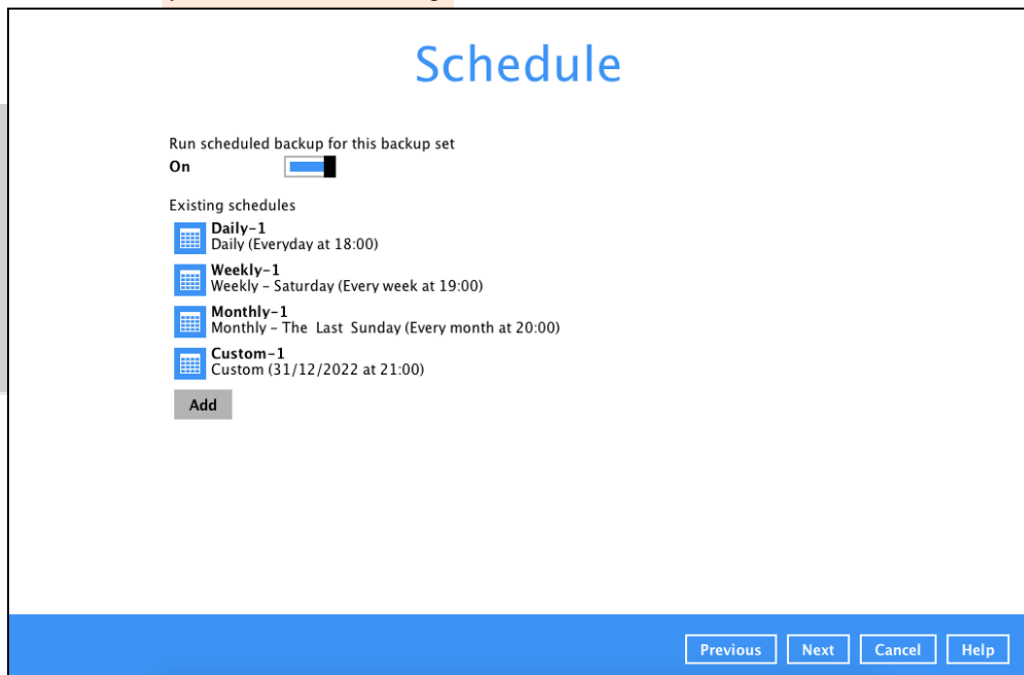 Schedule
Run scheduled backup for this backup set
On
Existing schedules
Daily-1
Daily (Everyday at 18:00)
Weekly-1
Weekly - Saturday (Every week at 19:00)
Monthly-1
Monthly - The Last Sunday (Every month at 20:00)
Custom-1
Custom (31/12/2022 at 21:00)
Add
Previous Next Cancel Help